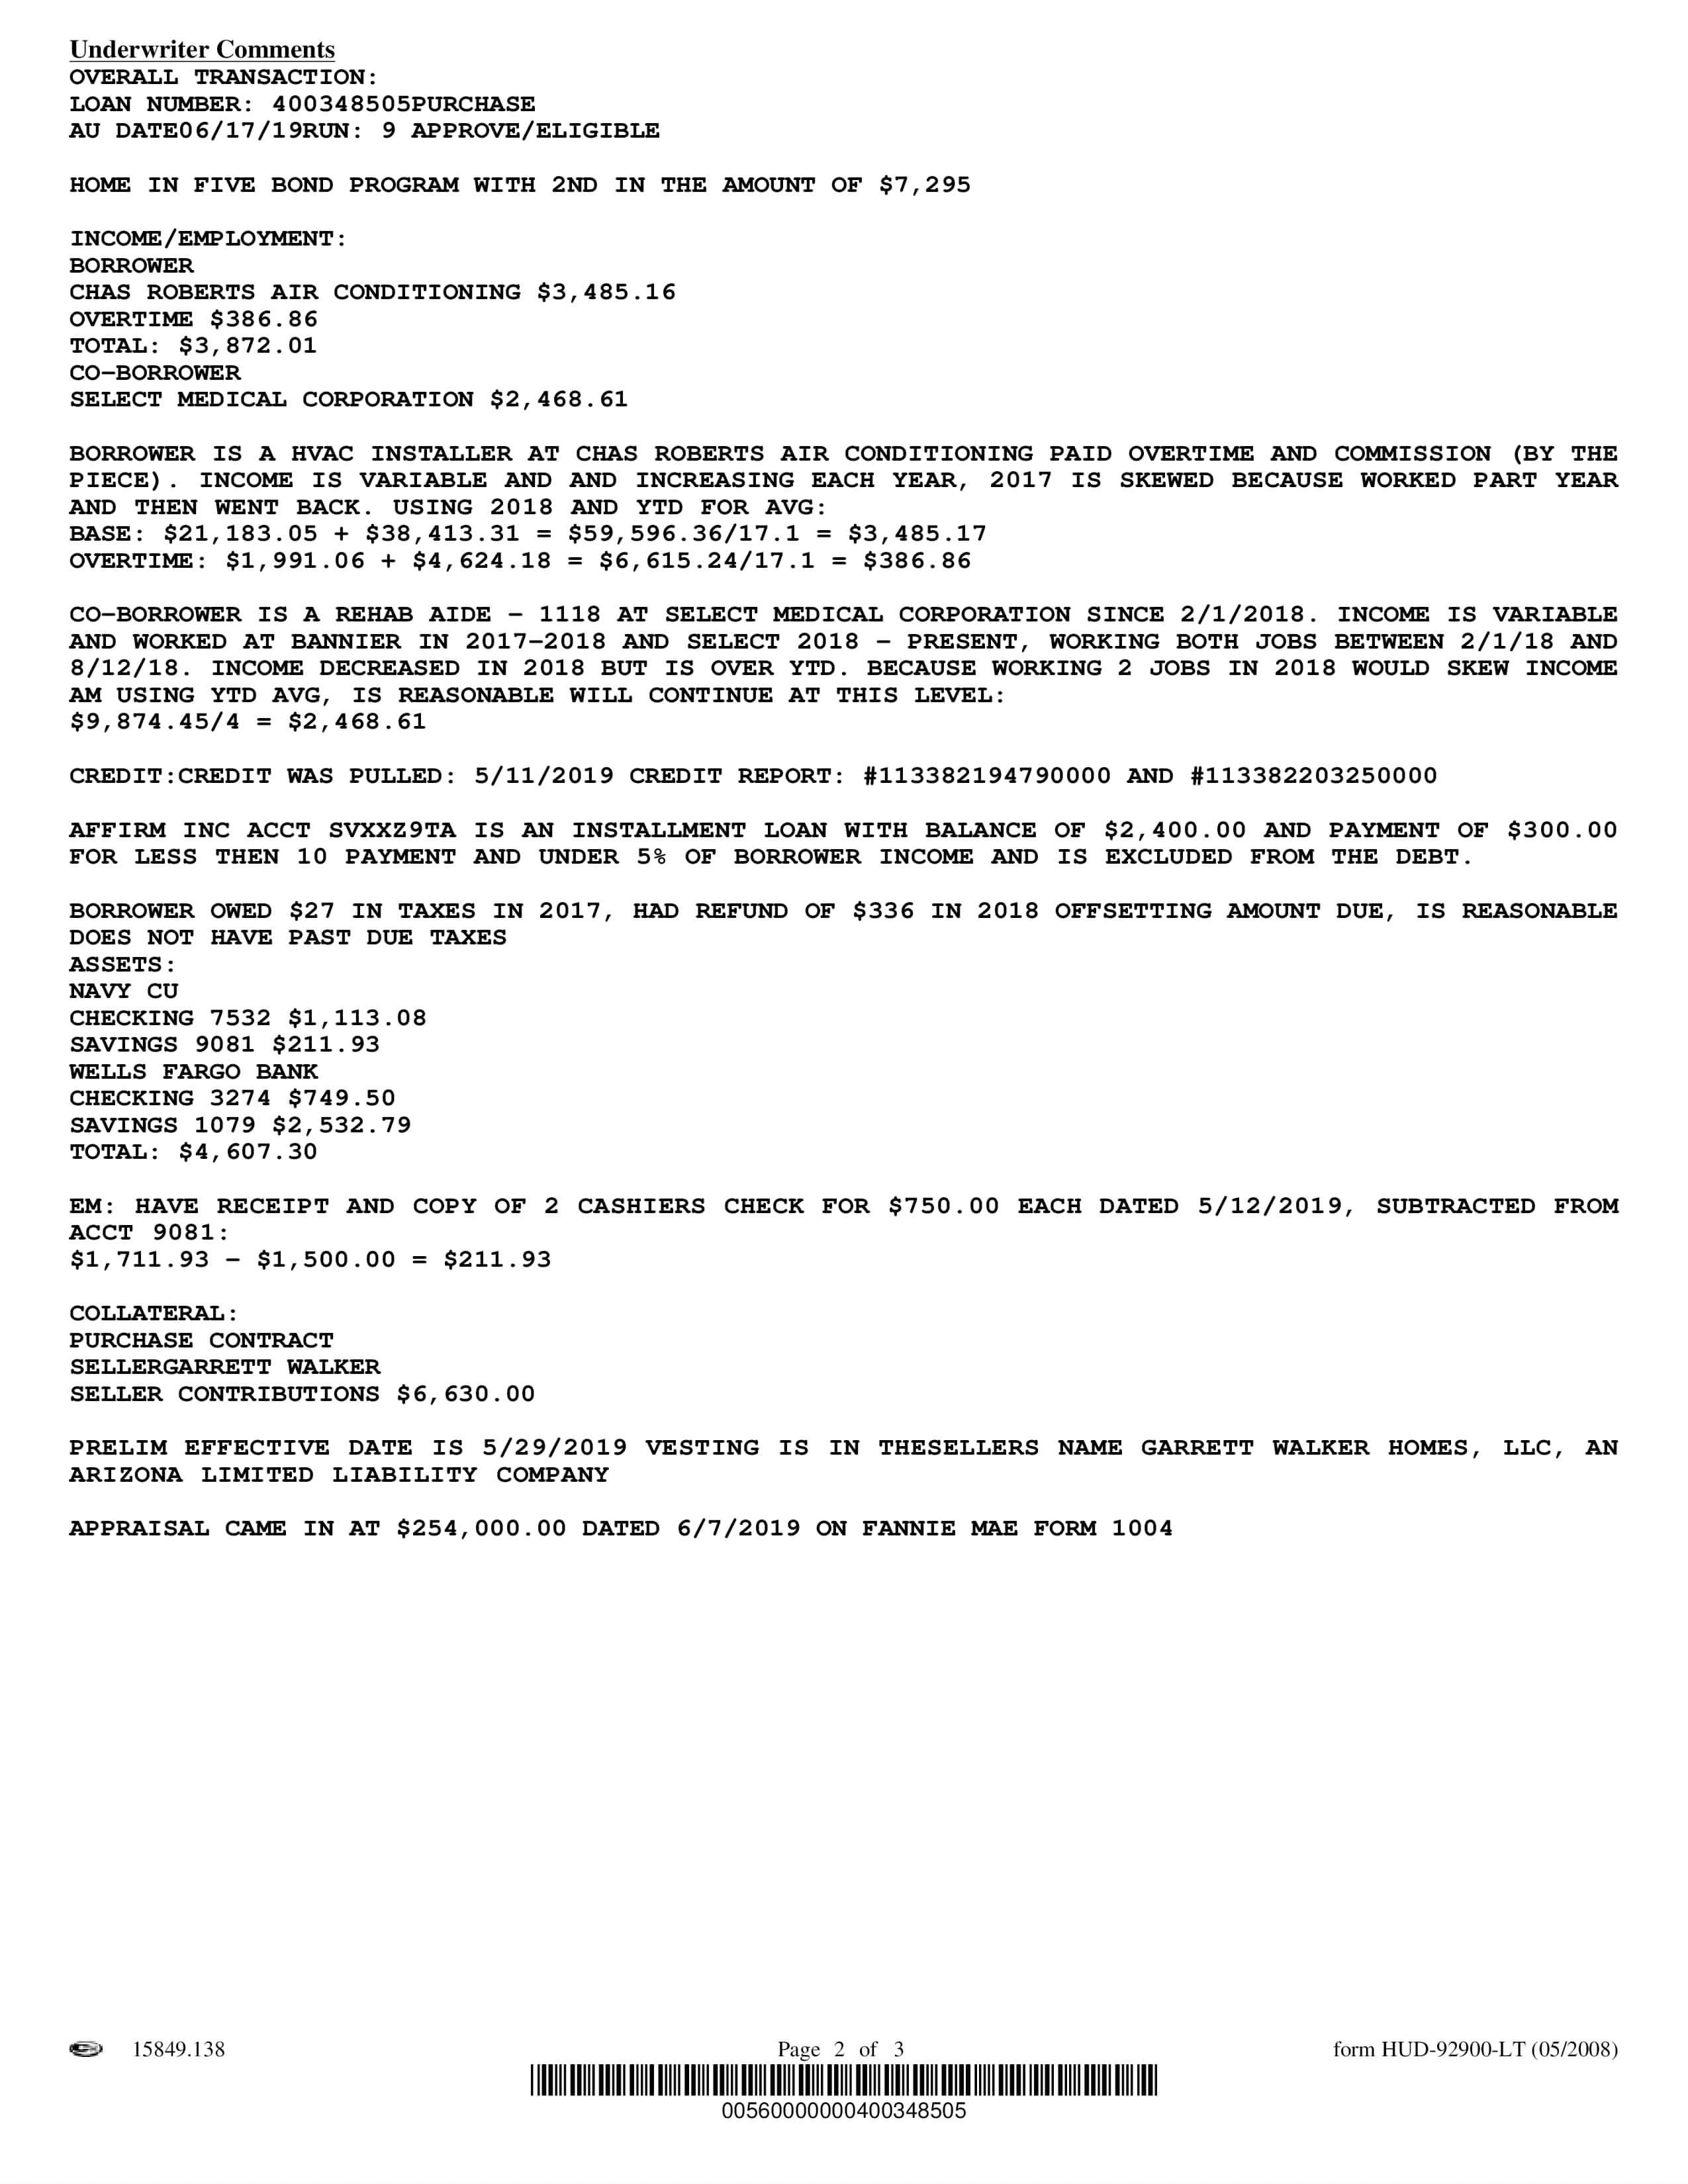 Underwriter Comments
OVERALL TRANSACTION:
LOAN NUMBER: 400348505PURCHASE
AU DATE06/17/19RUN: 9 APPROVE/ELIGIBLE
HOME IN FIVE BOND PROGRAM WITH 2ND IN THE AMOUNT OF $7,295
INCOME/EMPLOYMENT:
BORROWER
CHAS ROBERTS AIR CONDITIONING $3,485.16
OVERTIME $386.86
TOTAL: $3,872.01
CO-BORROWER
SELECT MEDICAL CORPORATION $2,468.61
BORROWER IS A HVAC INSTALLER AT CHAS ROBERTS AIR CONDITIONING PAID OVERTIME AND COMMISSION (BY THE
PIECE). INCOME IS VARIABLE AND AND INCREASING EACH YEAR, 2017 IS SKEWED BECAUSE WORKED PART YEAR
AND THEN WENT BACK. USING 2018 AND YTD FOR AVG:
BASE: $21,183.05 + $38,413.31 = $59,596.36/17.1 = $3,485.17
OVERTIME: $1,991.06 + $4,624.18 = $6,615.24/17.1 = $386.86
CO-BORROWER IS A REHAB AIDE - 1118 AT SELECT MEDICAL CORPORATION SINCE 2/1/2018. INCOME IS VARIABLE
AND WORKED AT BANNIER IN 2017-2018 AND SELECT 2018 - PRESENT, WORKING BOTH JOBS BETWEEN 2/1/18 AND
8/12/18. INCOME DECREASED IN 2018 BUT IS OVER YTD. BECAUSE WORKING 2 JOBS IN 2018 WOULD SKEW INCOME
AM USING YTD AVG, IS REASONABLE WILL CONTINUE AT THIS LEVEL:
$9,874.45/4 = $2,468.61
CREDIT:CREDIT WAS PULLED: 5/11/2019 CREDIT REPORT: #113382194790000 AND #113382203250000
AFFIRM INC ACCT SVXXZ9TA IS AN INSTALLMENT LOAN WITH BALANCE OF $2,400.00 AND PAYMENT OF $300.00
FOR LESS THEN 10 PAYMENT AND UNDER 5% OF BORROWER INCOME AND IS EXCLUDED FROM THE DEBT.
BORROWER OWED $27 IN TAXES IN 2017, HAD REFUND OF $336 IN 2018 OFFSETTING AMOUNT DUE, IS REASONABLE
DOES NOT HAVE PAST DUE TAXES
ASSETS:
NAVY CU
CHECKING 7532 $1,113.08
SAVINGS 9081 $211.93
WELLS FARGO BANK
CHECKING 3274 $749.50
SAVINGS 1079 $2,532.79
TOTAL: $4,607.30
EM: HAVE RECEIPT AND COPY OF 2 CASHIERS CHECK FOR $750.00 EACH DATED 5/12/2019, SUBTRACTED FROM
ACCT 9081:
$1,711.93 - $1,500.00 = $211.93
COLLATERAL:
PURCHASE CONTRACT
SELLERGARRETT WALKER
SELLER CONTRIBUTIONS $6,630.00
PRELIM EFFECTIVE DATE IS 5/29/2019 VESTING IS IN THESELLERS NAME GARRETT WALKER HOMES, LLC, AN
ARIZONA LIMITED LIABILITY COMPANY
APPRAISAL CAME IN AT $254,000.00 DATED 6/7/2019 ON FANNIE MAE FORM 1004
15849.138 Page 2 of 3 form HUD-92900-LT (05/2008)
00560000000400348505